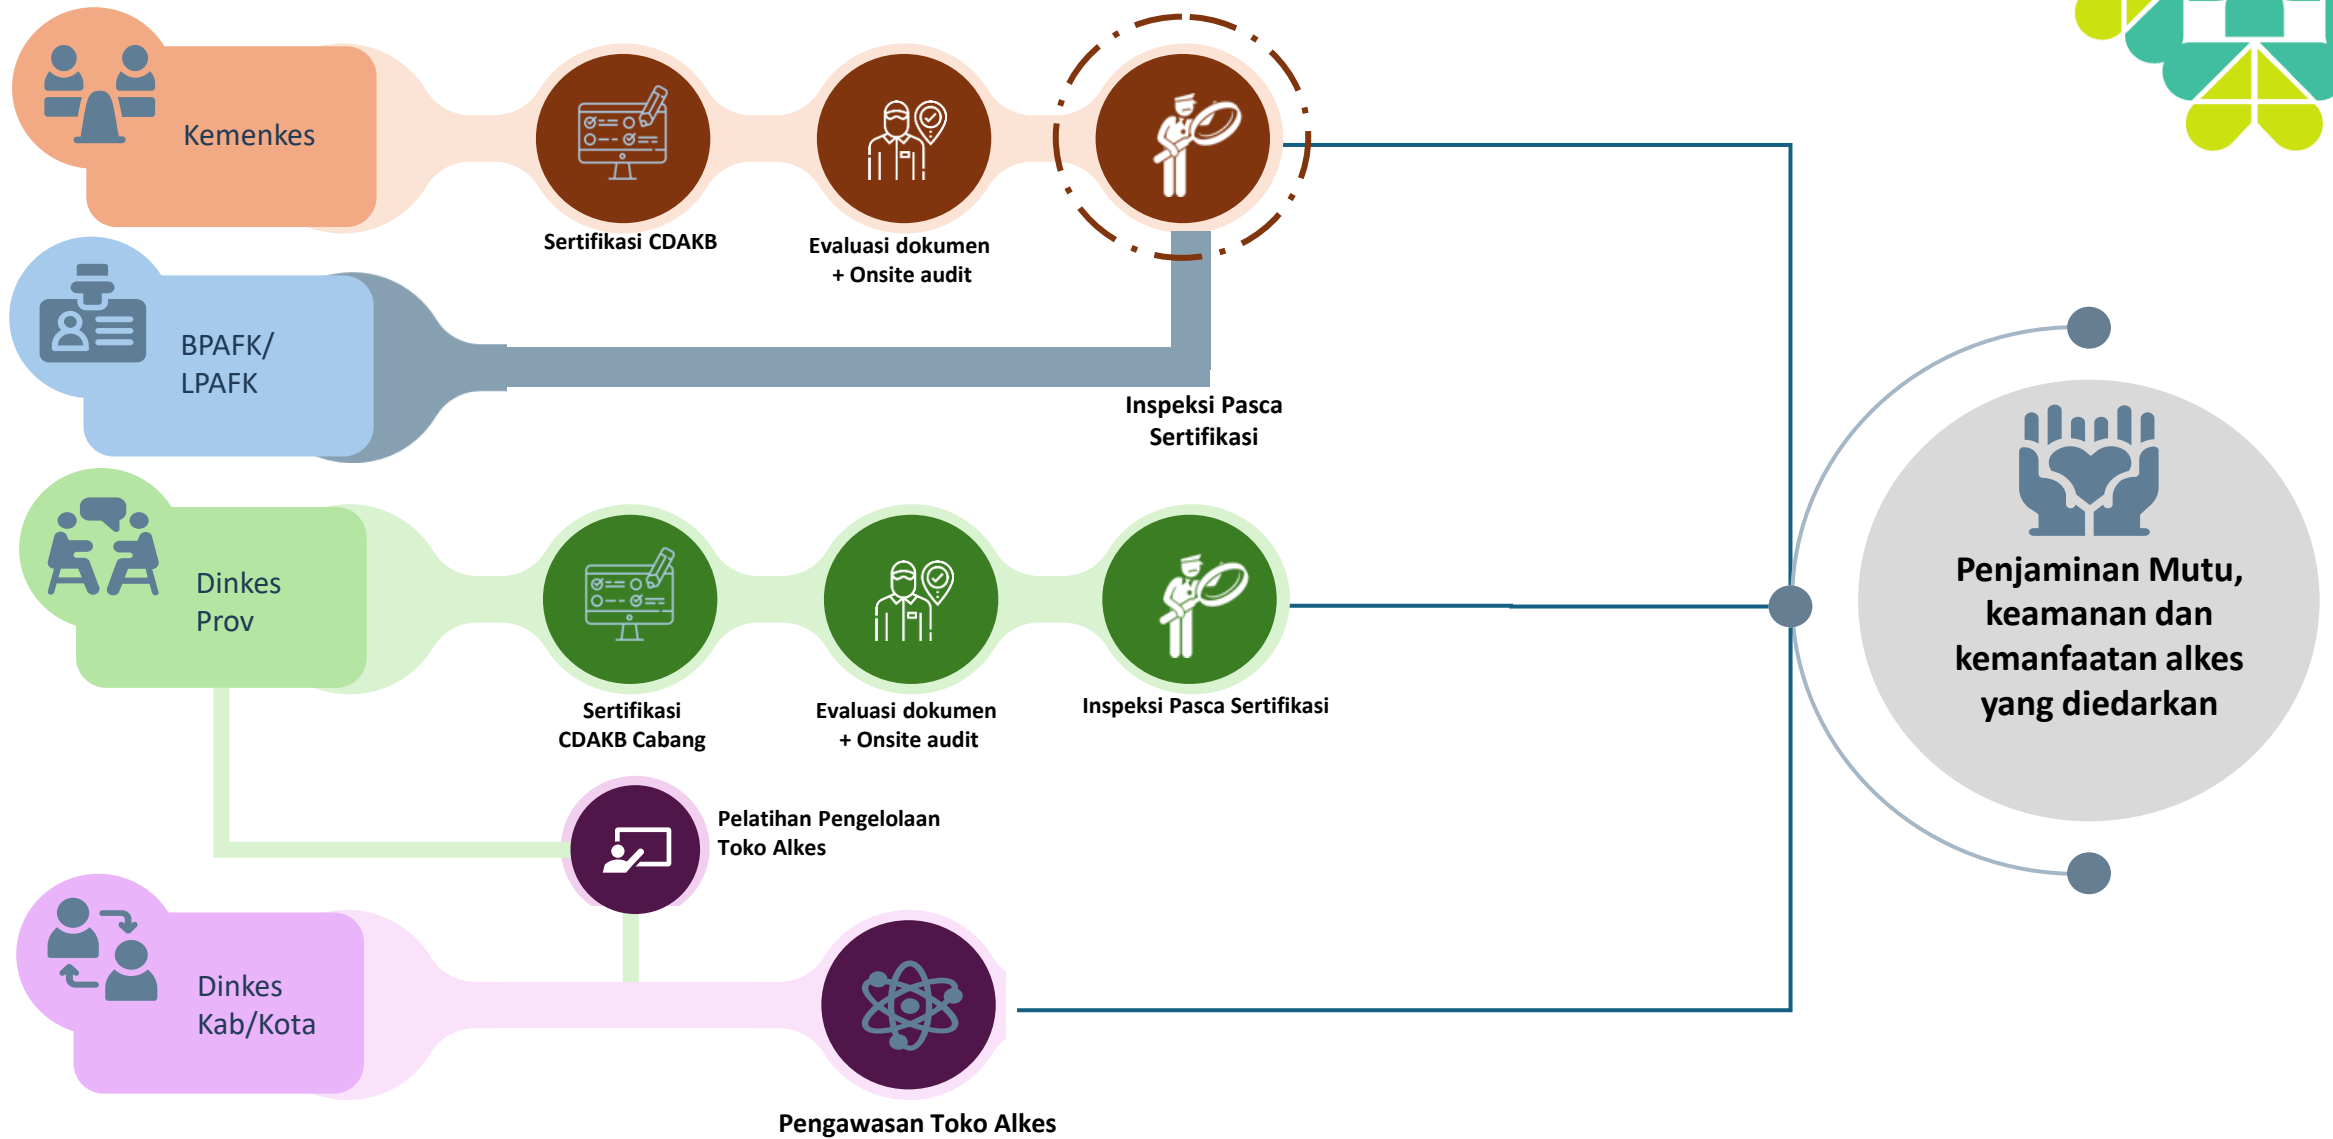 Kemenkes
Sertifikasi CDAKB
Evaluasi dokumen
+ Onsite audit
BPAFK/
LPAFK
Inspeksi Pasca
Sertifikasi
Dinkes
Prov
Sertifikasi
CDAKB Cabang
Evaluasi dokumen
+ Onsite audit
Inspeksi Pasca Sertifikasi
Pelatihan Pengelolaan
Toko Alkes
Dinkes
Kab/Kota
Pengawasan Toko Alkes
Penjaminan Mutu,
keamanan dan
kemanfaatan alkes
yang diedarkan